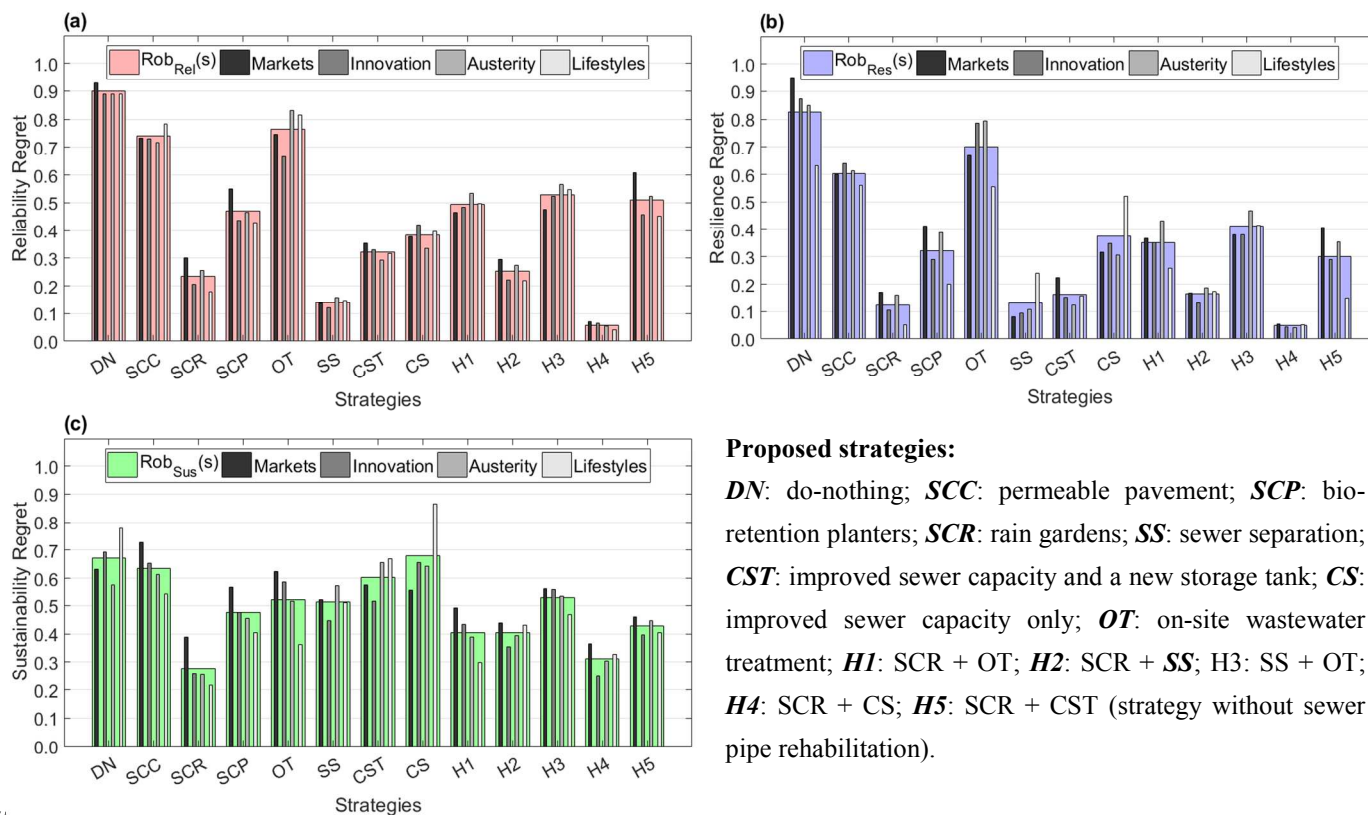 (a)
Rob_Rel(s) Markets Innovation Austerity Lifestyles
Reliability Regret
1.0
0.9
0.8
0.7
0.6
0.5
0.4
0.3
0.2
0.1
0.0
DN SCC SCR SCP OT SS CST CS H1 H2 H3 H4 H5
Strategies
(b)
Rob_Res(s) Markets Innovation Austerity Lifestyles
Resilience Regret
1.0
0.9
0.8
0.7
0.6
0.5
0.4
0.3
0.2
0.1
0.0
DN SCC SCR SCP OT SS CST CS H1 H2 H3 H4 H5
Strategies
(c)
Rob_Sus(s) Markets Innovation Austerity Lifestyles
Sustainability Regret
1.0
0.9
0.8
0.7
0.6
0.5
0.4
0.3
0.2
0.1
0.0
DN SCC SCR SCP OT SS CST CS H1 H2 H3 H4 H5
Strategies
Proposed strategies:
DN: do-nothing; SCC: permeable pavement; SCP: bio-
retention planters; SCR: rain gardens; SS: sewer separation;
CST: improved sewer capacity and a new storage tank; CS:
improved sewer capacity only; OT: on-site wastewater
treatment; H1: SCR + OT; H2: SCR + SS; H3: SS + OT;
H4: SCR + CS; H5: SCR + CST (strategy without sewer
pipe rehabilitation).